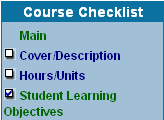 Course Checklist
Main
Cover/Description
Hours/Units
Student Learning
Objectives